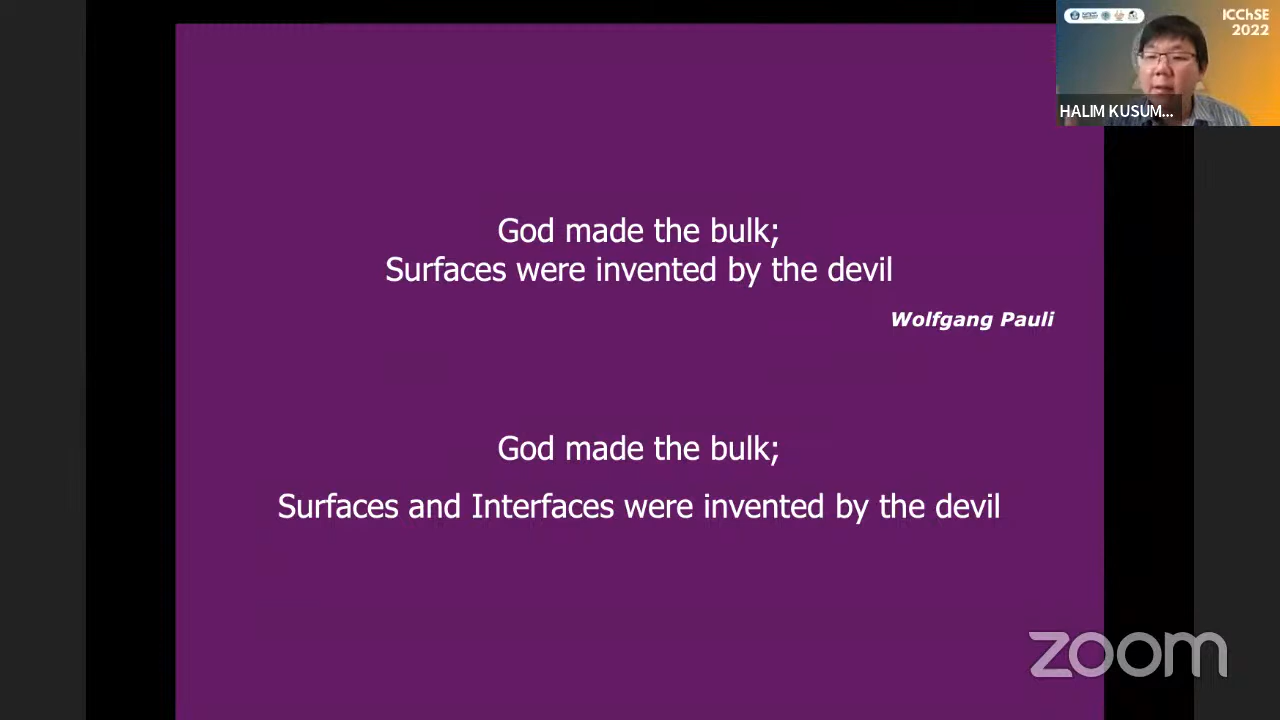 ICChSE
2022
HALIM KUSUM...
God made the bulk;
Surfaces were invented by the devil
Wolfgang Pauli
God made the bulk;
Surfaces and Interfaces were invented by the devil
zoom